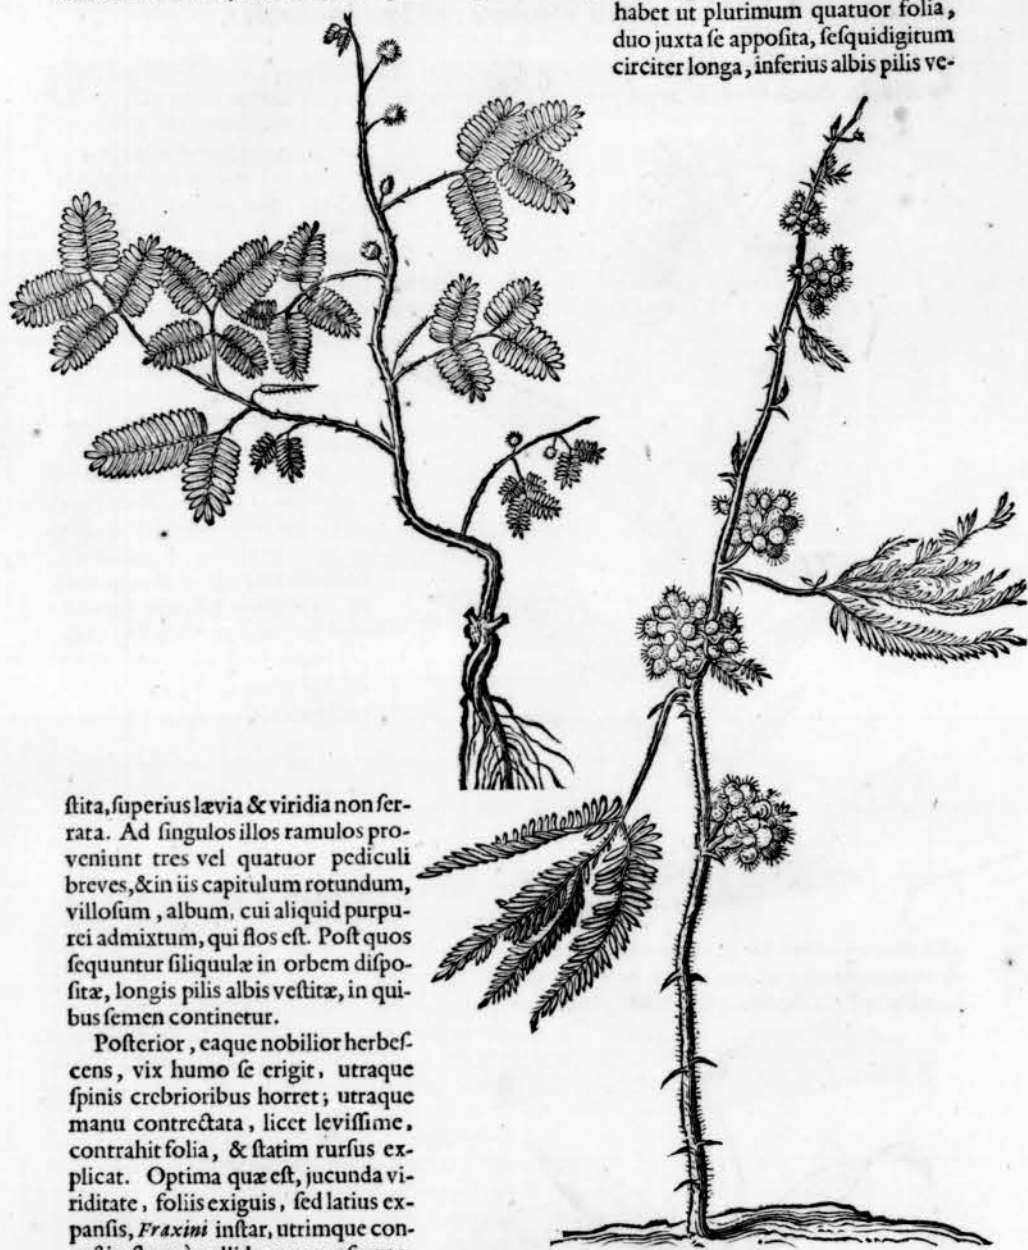 habet ut plurimum quatuor folia,
duo juxta ſe appoſita, ſeſquidigitum
circiter longa, inferius albis pilis ve-
ſtita, ſuperius lævia & viridia non ſer-
rata. Ad ſingulos illos ramulos pro-
veniunt tres vel quatuor pediculi
breves, & in iis capitulum rotundum,
villoſum, album, cui aliquid purpu-
rei admixtum, qui flos eſt. Poſt quos
ſequuntur ſiliquulæ in orbem diſpo-
ſitæ, longis pilis albis veſtitæ, in qui-
bus ſemen continetur.
Poſterior, eaque nobilior herbeſ-
cens, vix humo ſe erigit, utraque
ſpinis crebrioribus horret; utraque
manu contrectata, licet leviſſime,
contrahit folia, & ſtatim rurſus ex-
plicat. Optima quæ eſt, jucunda vi-
riditate, foliis exiguis, ſed latius ex-
panſis, Fraxini inſtar, utrimque con-